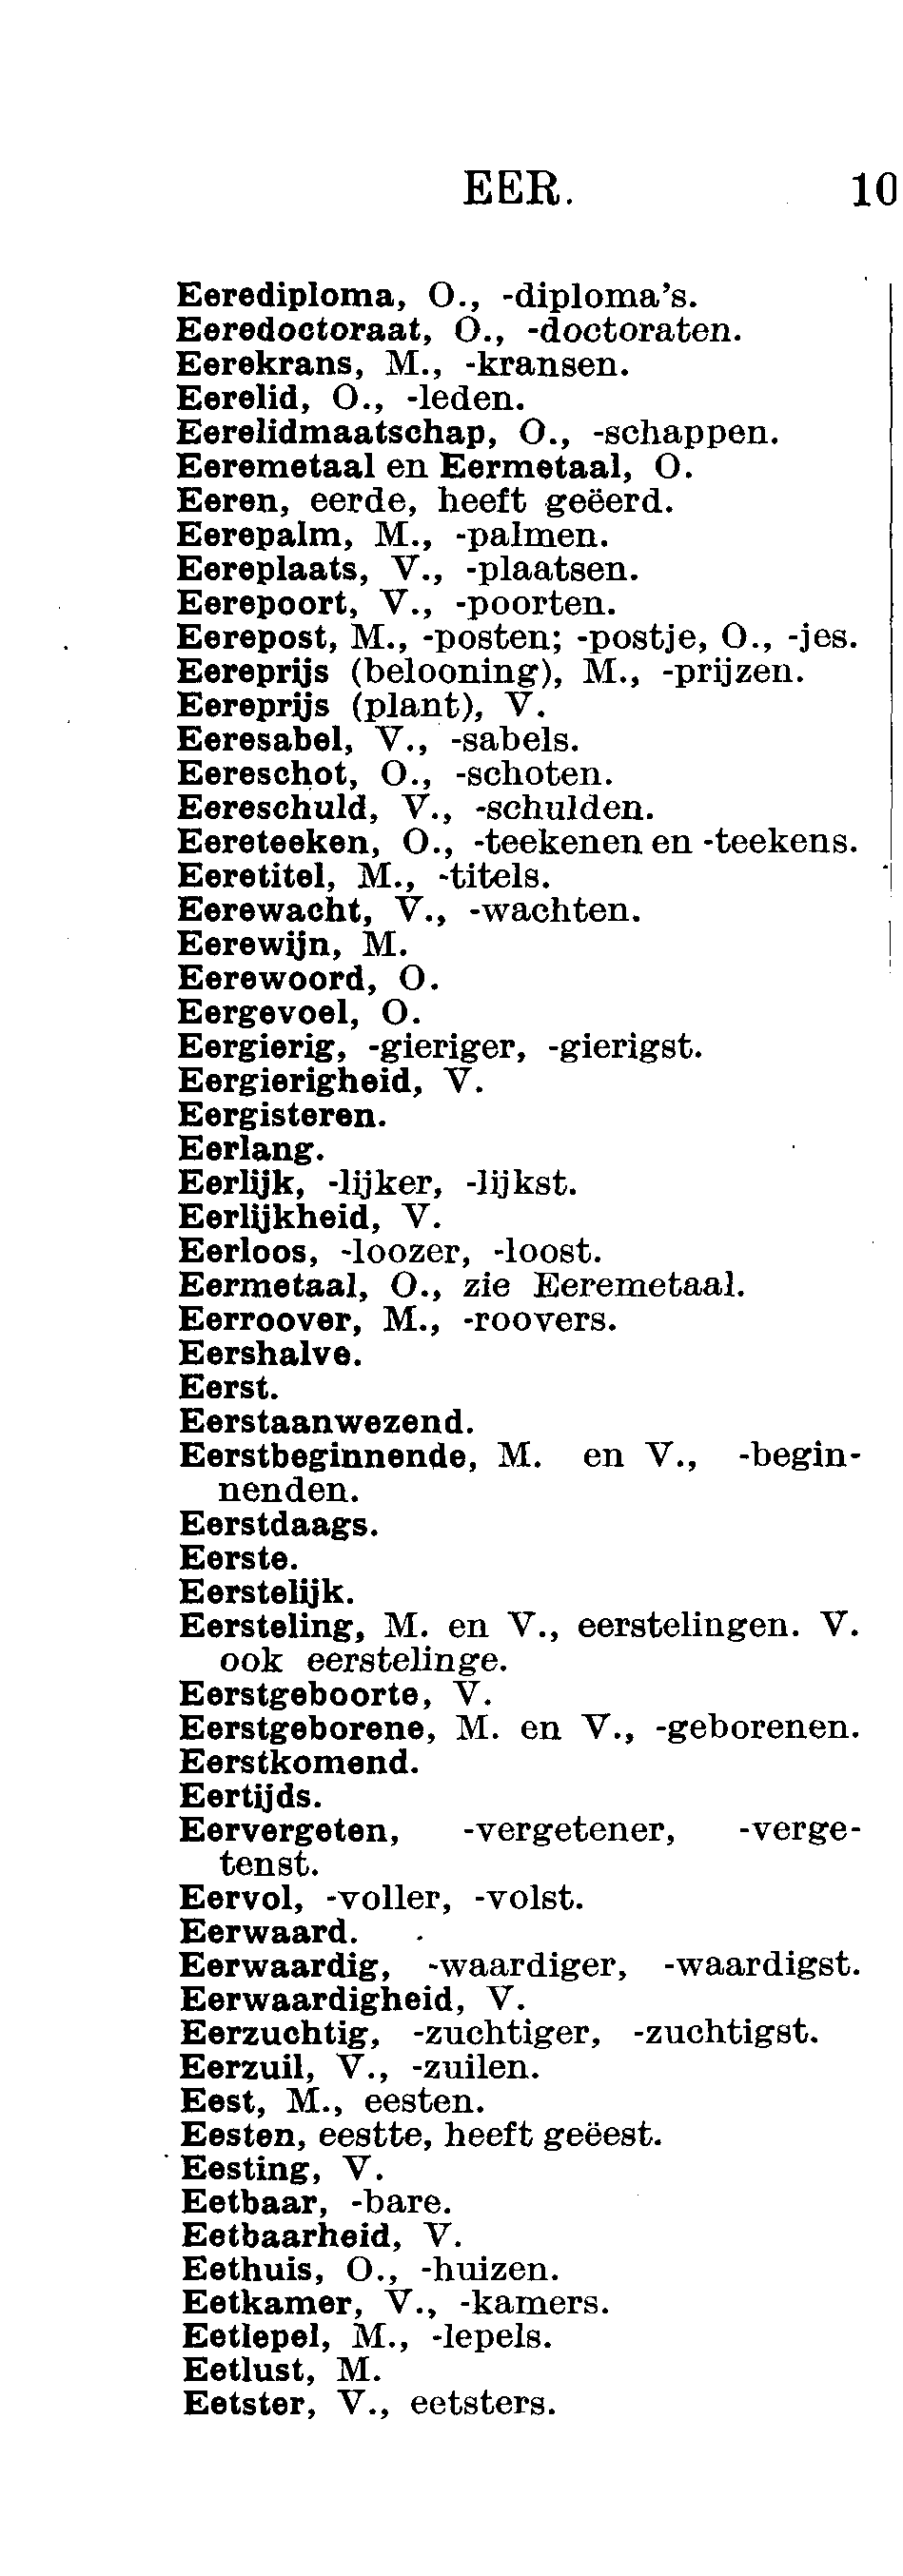 EER. 10
Eerediploma, O., -diploma's.
Eeredoctoraat, O., -doctoraten.
Eerekrans, M., -kransen.
Eerelid, O., -leden.
Eerelidmaatschap, O., -schappen.
Eeremetaal en Eermetaal, O.
Eeren, eerde, heeft geëerd.
Eerepalm, M., -palmen.
Eereplaats, V., -plaatsen.
Eerepoort, V., -poorten.
Eerepost, M., -posten; -postje, O., -jes.
Eereprijs (belooning), M., -prijzen.
Eereprijs (plant), V.
Eeresabel, V., -sabels.
Eereschot, O., -schoten.
Eereschuld, V., -schulden.
Eereteeken, O., -teekenen en -teekens.
Eeretitel, M., -titels.
Eerewacht, V., -wachten.
Eerewijn, M.
Eerewoord, O.
Eergevoel, O.
Eergierig, -gieriger, -gierigst.
Eergierigheid, V.
Eergisteren.
Eerlang.
Eerlijk, -lijker, -lijkst.
Eerlijkheid, V.
Eerloos, -loozer, -loost.
Eermetaal, O., zie Eeremetaal.
Eerroover, M., -roovers.
Eershalve.
Eerst.
Eerstaanwezend.
Eerstbeginnende, M. en V., -begin-
nenden.
Eerstdaags.
Eerste.
Eerstelijk.
Eersteling, M. en V., eerstelingen. V.
ook eerstelinge.
Eerstgeboorte, V.
Eerstgeborene, M. en V., -geborenen.
Eerstkomend.
Eertijds.
Eervergeten, -vergetener, -verge-
tenst.
Eervol, -voller, -volst.
Eerwaard.
Eerwaardig, -waardiger, -waardigst.
Eerwaardigheid, V.
Eerzuchtig, -zuchtiger, -zuchtigst.
Eerzuil, V., -zuilen.
Eest, M., eesten.
Eesten, eestte, heeft geëest.
Eesting, V.
Eetbaar, -bare.
Eetbaarheid, V.
Eethuis, O., -huizen.
Eetkamer, V., -kamers.
Eetlepel, M., -lepels.
Eetlust, M.
Eetster, V., eetsters.